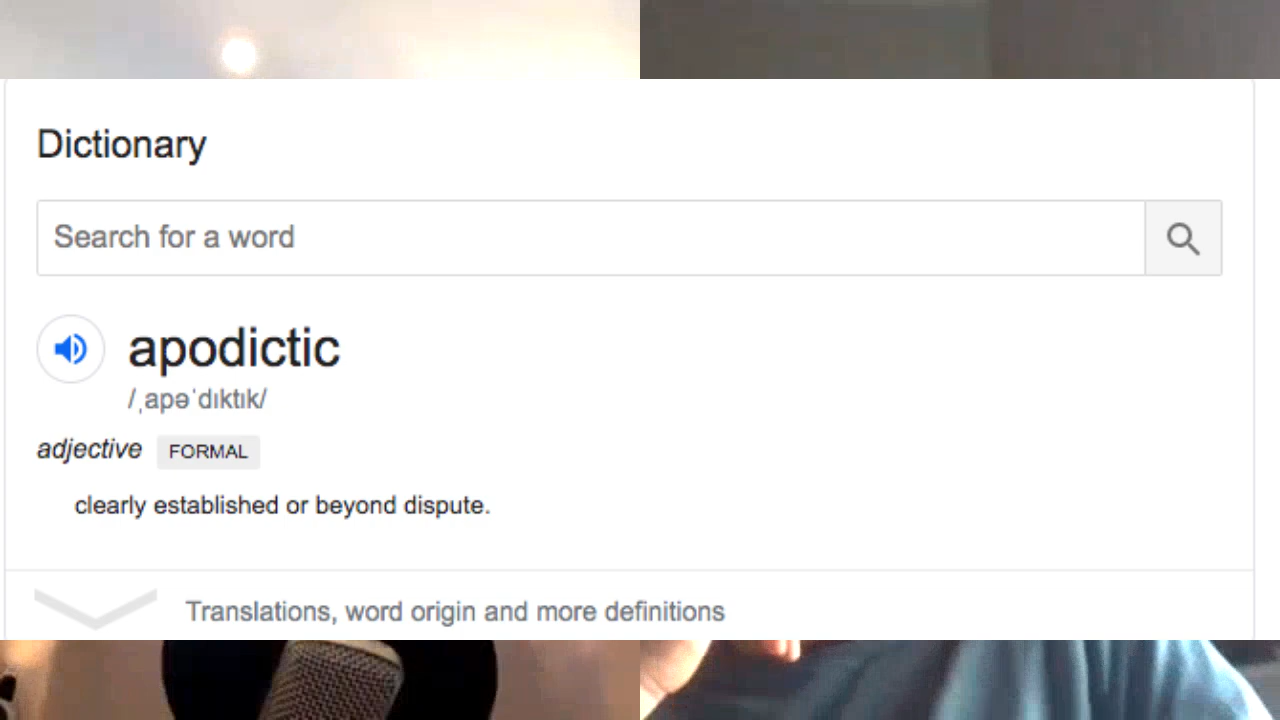 Dictionary
Search for a word
apodictic
/ˌapəˈdɪktɪk/
adjective FORMAL
clearly established or beyond dispute.
Translations, word origin and more definitions